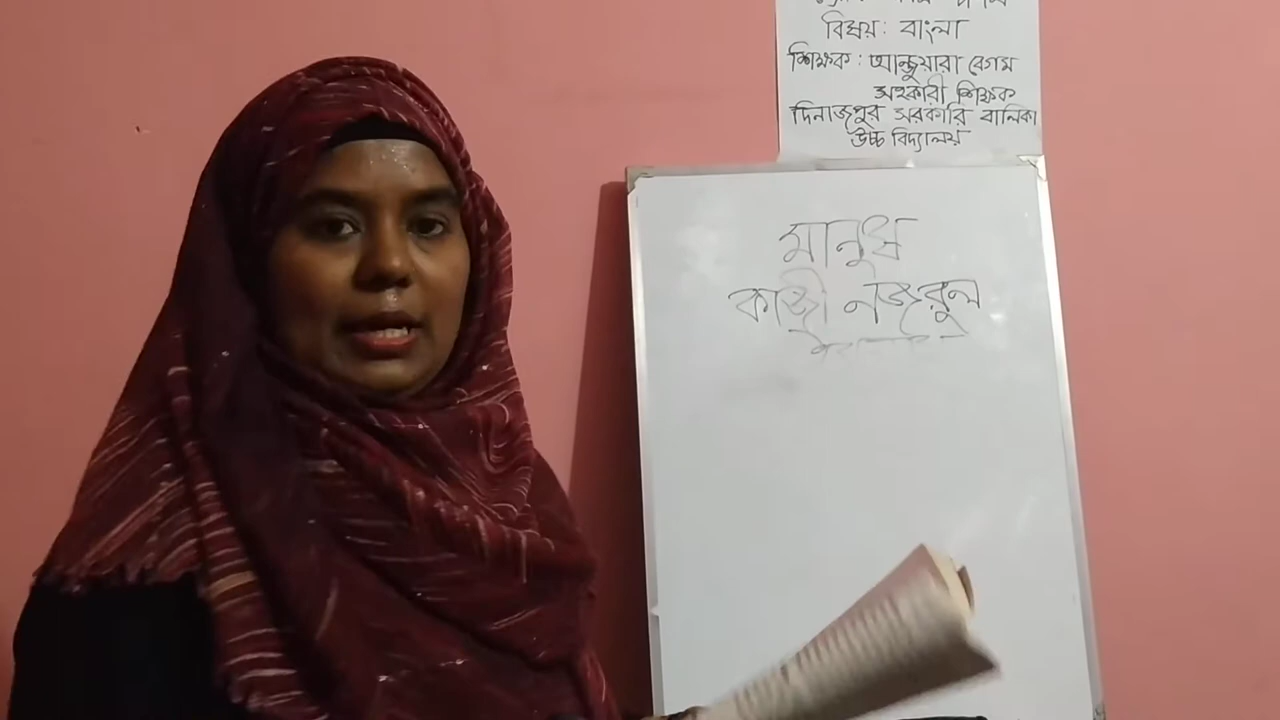 বিষয়: বাংলা
শিক্ষক: আন্জুয়ারা বেগম
সহকারী শিক্ষক
দিনাজপুর সরকারি বালিকা
উচ্চ বিদ্যালয়
মানুষ
কাজী নজরুল